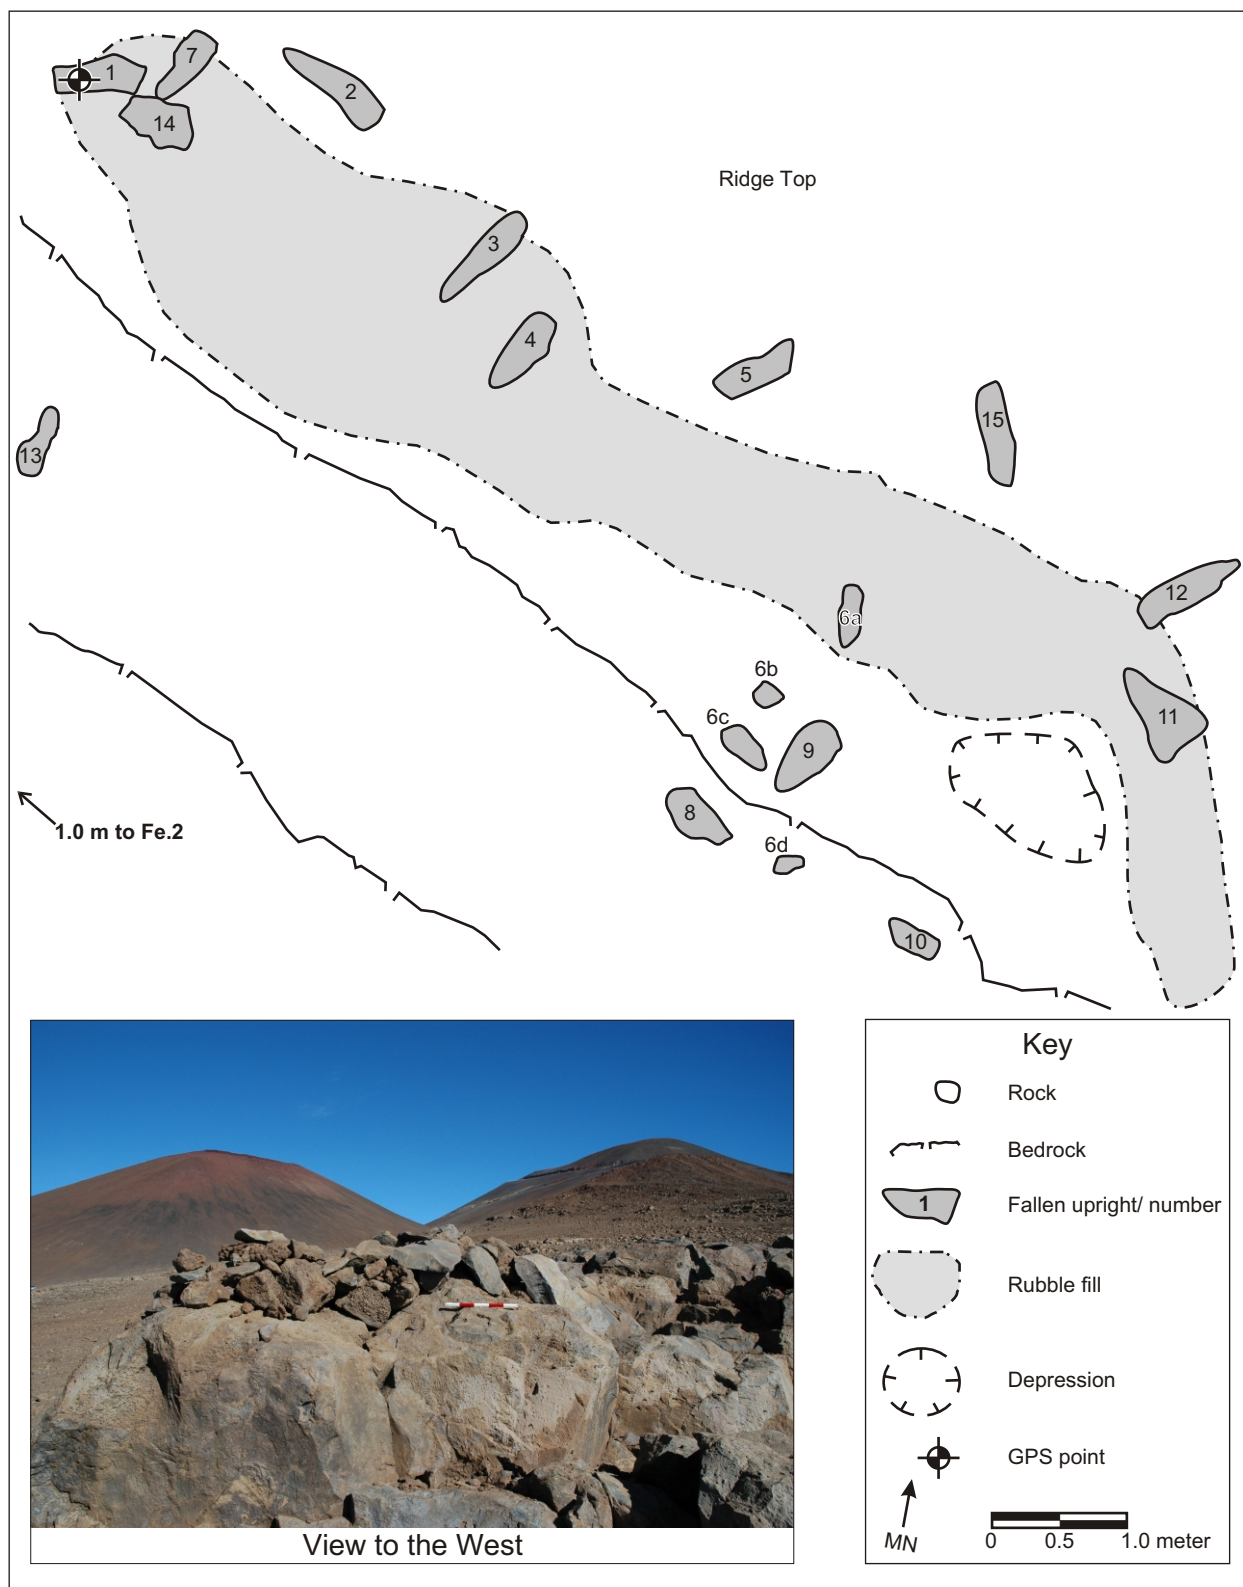 1
7
2
14
Ridge Top
3
4
5
15
13
12
6a
6b
6c
9
11
8
1.0 m to Fe.2
6d
10
View to the West
Key
Rock
Bedrock
1
Fallen upright/ number
Rubble fill
Depression
GPS point
MN
0 0.5 1.0 meter